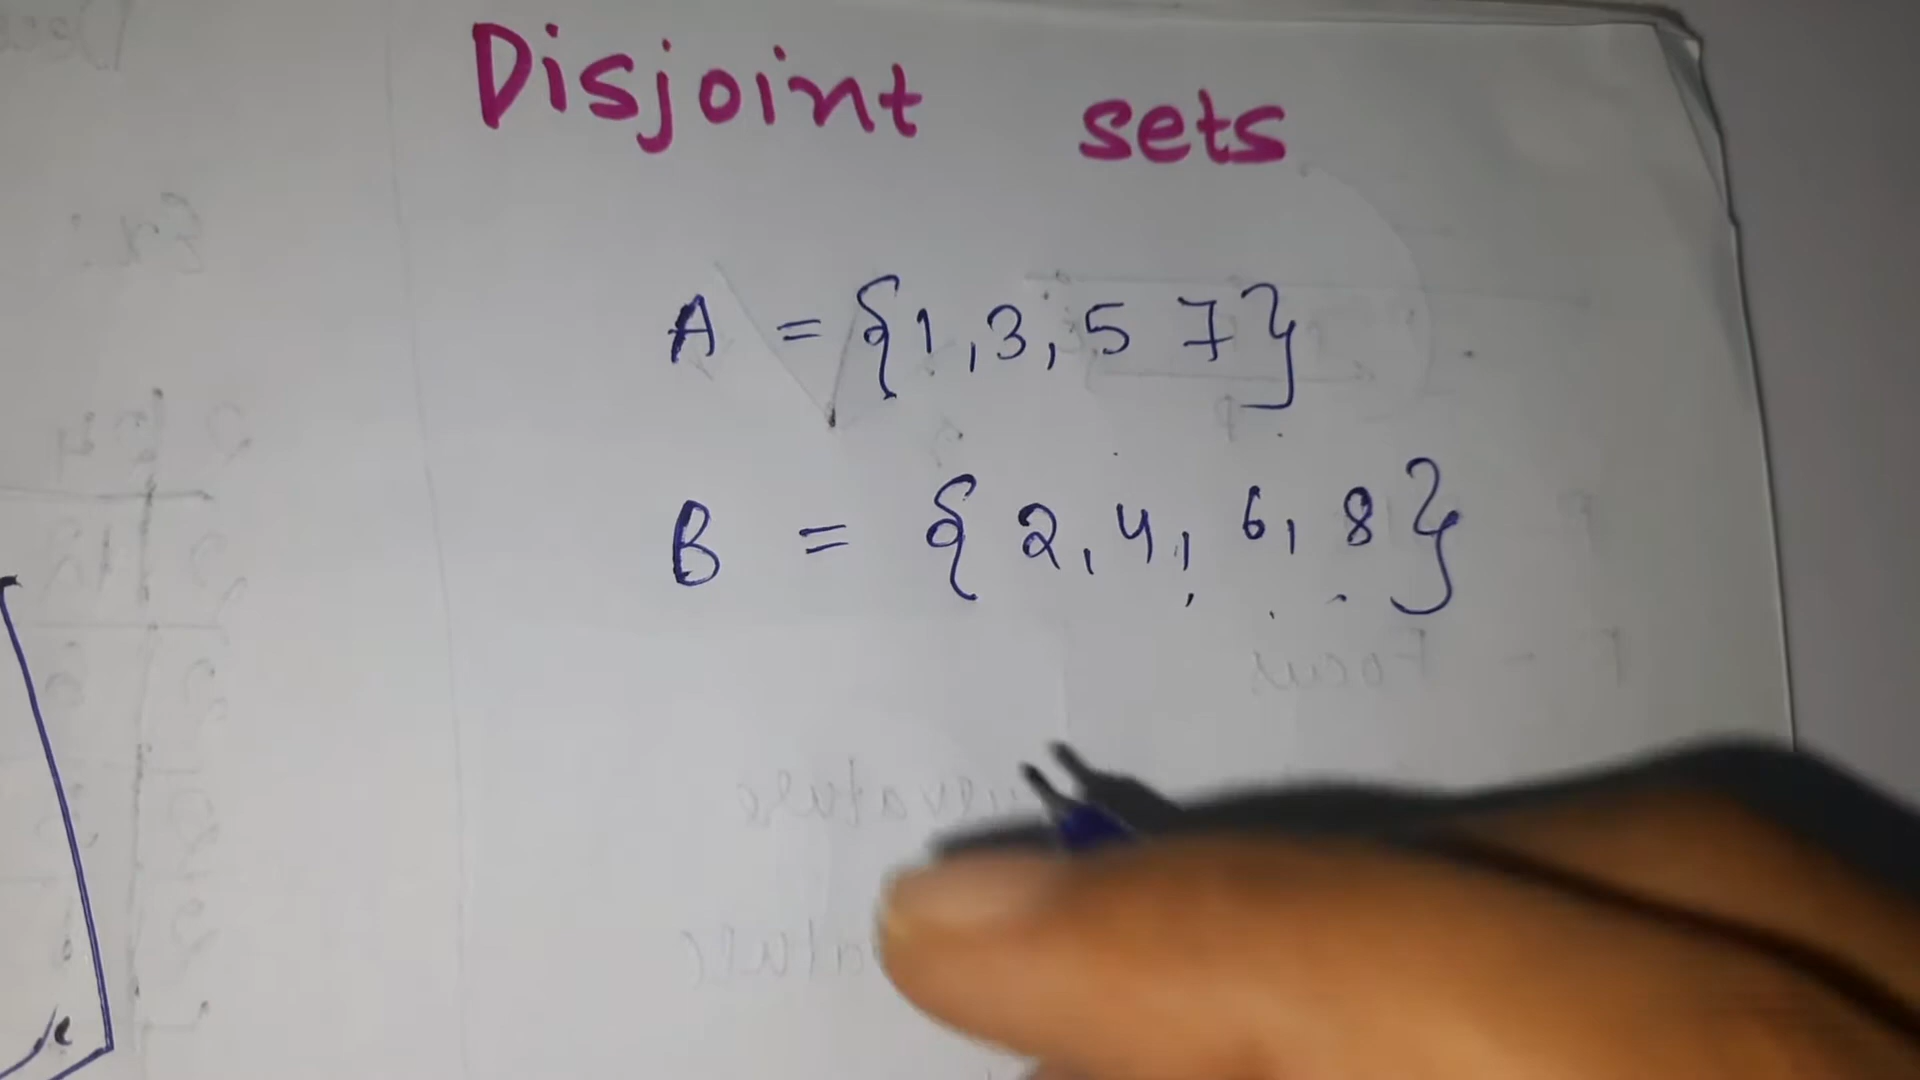 Disjoint sets
A = {1,3,5 7}
B = { 2,4, 6, 8}